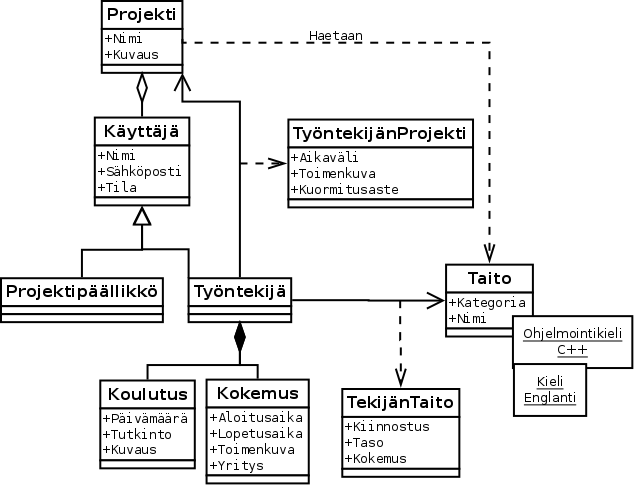 Projekti
+Nimi
+Kuvaus
Haetaan
Käyttäjä
+Nimi
+Sähköposti
+Tila
TyöntekijänProjekti
+Aikaväli
+Toimenkuva
+Kuormitusaste
Projektipäällikkö
Työntekijä
Taito
+Kategoria
+Nimi
Ohjelmointikieli
C++
Kieli
Englanti
Koulutus
+Päivämäärä
+Tutkinto
+Kuvaus
Kokemus
+Aloitusaika
+Lopetusaika
+Toimenkuva
+Yritys
TekijänTaito
+Kiinnostus
+Taso
+Kokemus